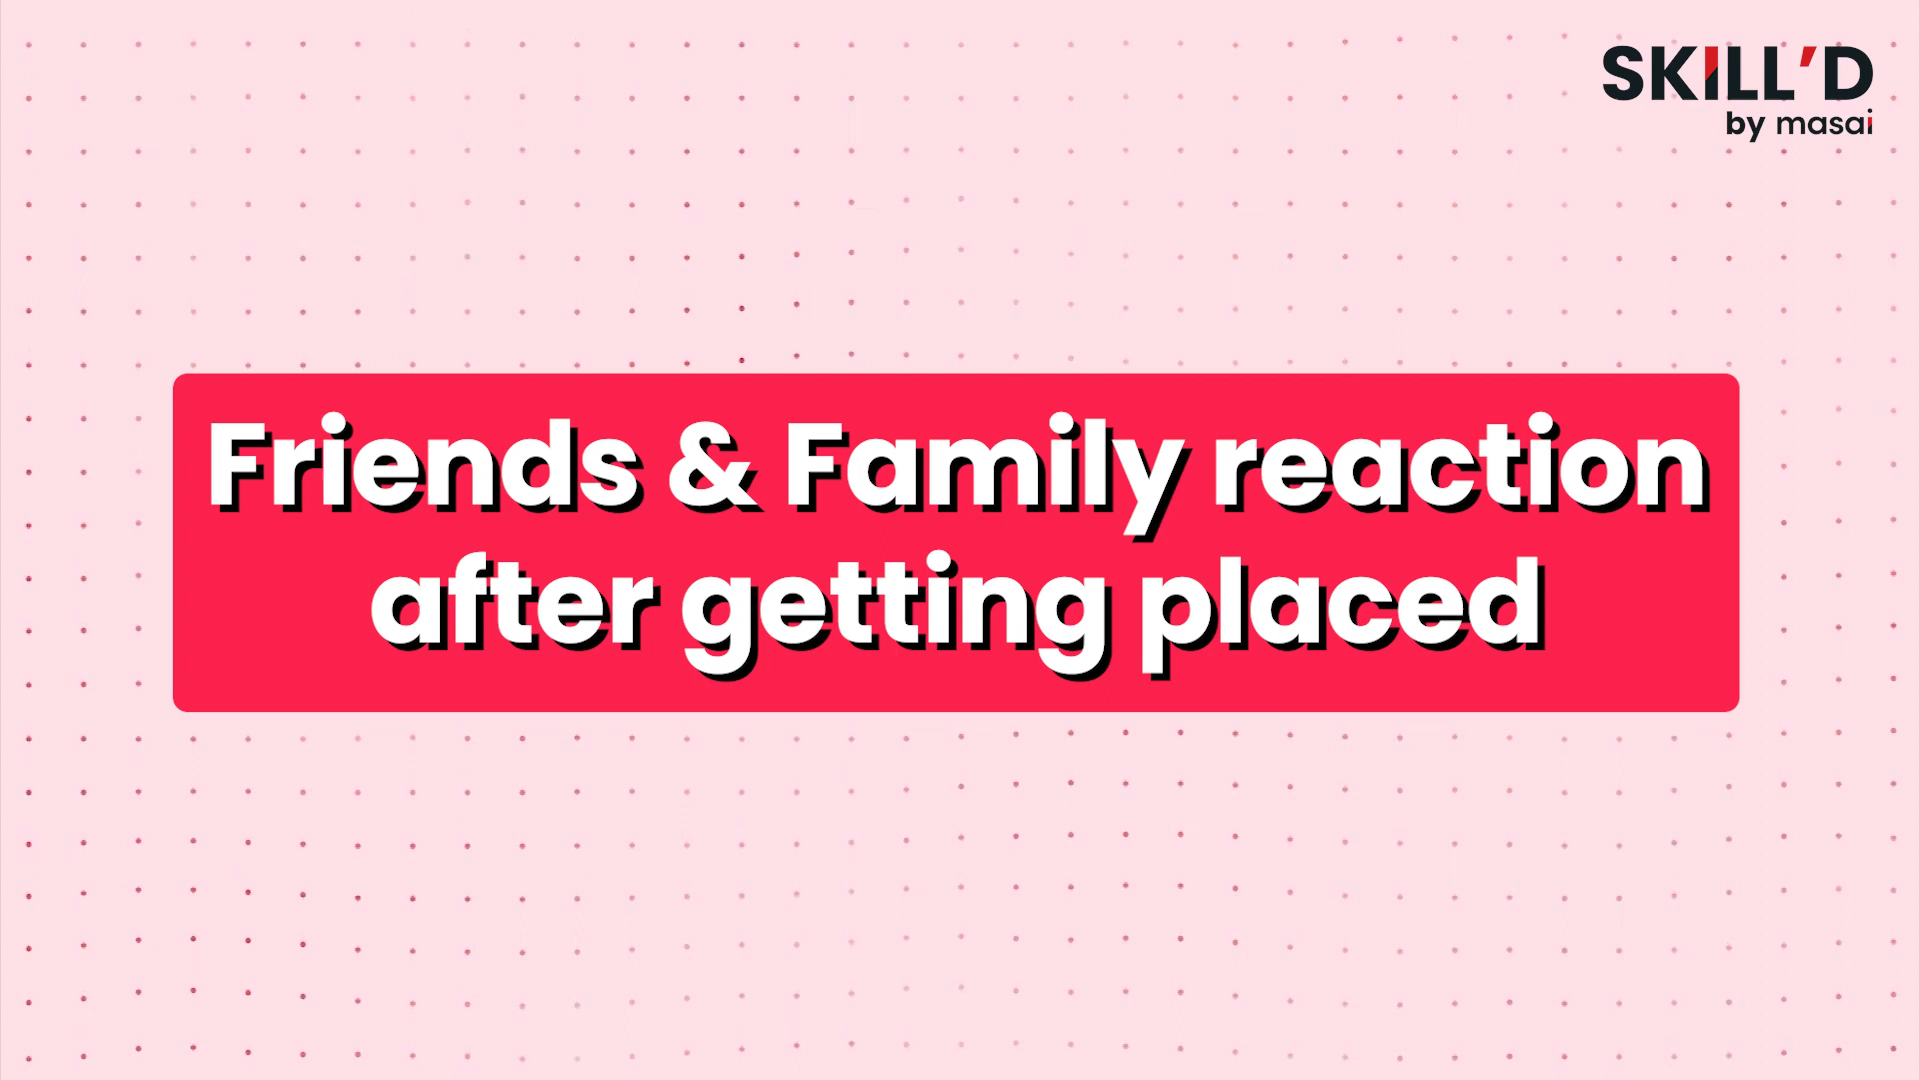 SKILL'D
by masai
Friends & Family reaction
after getting placed